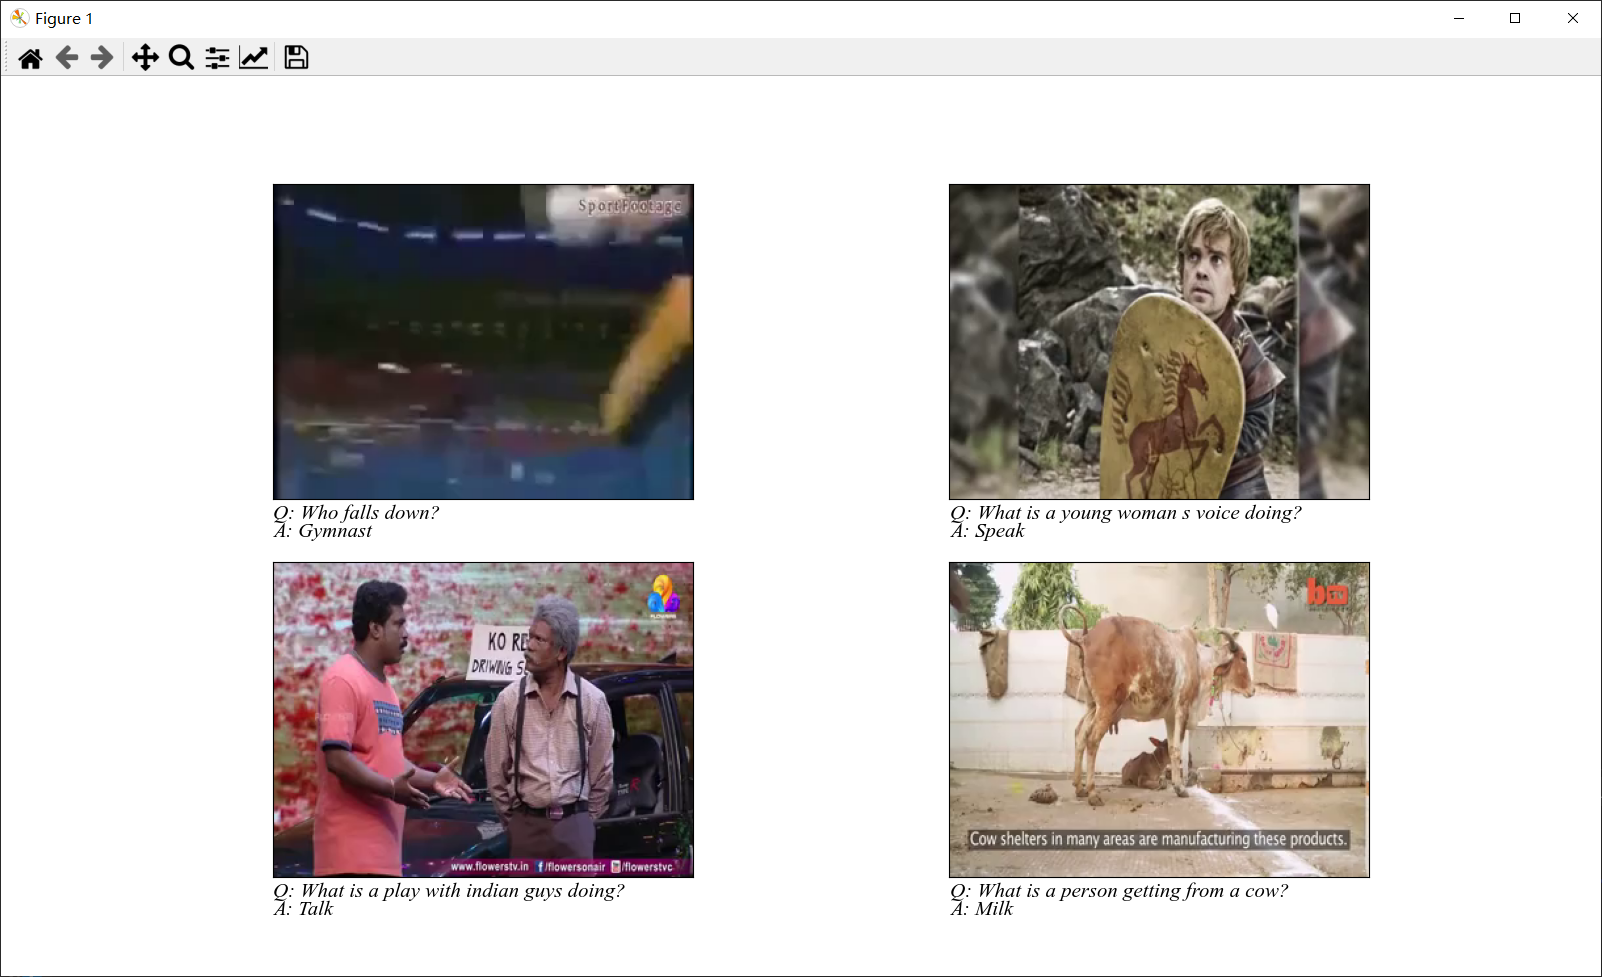 Figure 1
SportFootage
Q: Who falls down?
A: Gymnast
Q: What is a young woman s voice doing?
A: Speak
KO RE
DRIWING S
FLOWERS
www.flowerstv.in f/flowersonair /flowerstvc
Q: What is a play with indian guys doing?
A: Talk
Cow shelters in many areas are manufacturing these products.
Q: What is a person getting from a cow?
A: Milk